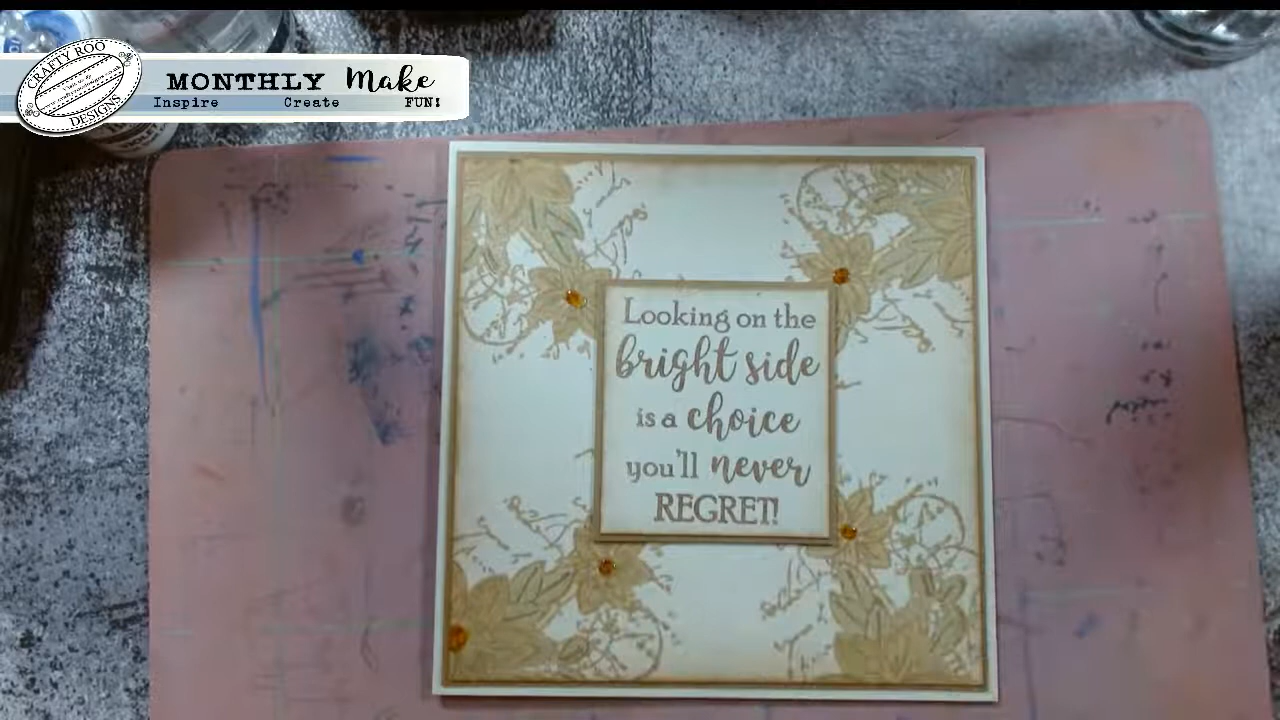 CRAFTY ROO
DESIGNS
MONTHLY Make
Inspire Create FUN!
Looking on the
bright side
is a choice
you'll never
REGRET!